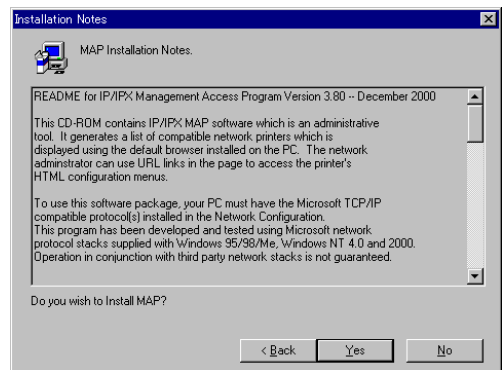 Installation Notes
MAP Installation Notes.
README for IP/IPX Management Access Program Version 3.80 -- December 2000
This CD-ROM contains IP/IPX MAP software which is an administrative
tool.  It generates a list of compatible network printers which is
displayed using the default browser installed on the PC.  The network
adminstrator can use URL links in the page to access the printer's
HTML configuration menus.
To use this software package, your PC must have the Microsoft TCP/IP
compatible protocol(s) installed in the Network Configuration.
This program has been developed and tested using Microsoft network
protocol stacks supplied with Windows 95/98/Me, Windows NT 4.0 and 2000.
Operation in conjunction with third party network stacks is not guaranteed.
Do you wish to Install MAP?
< Back
Yes
No